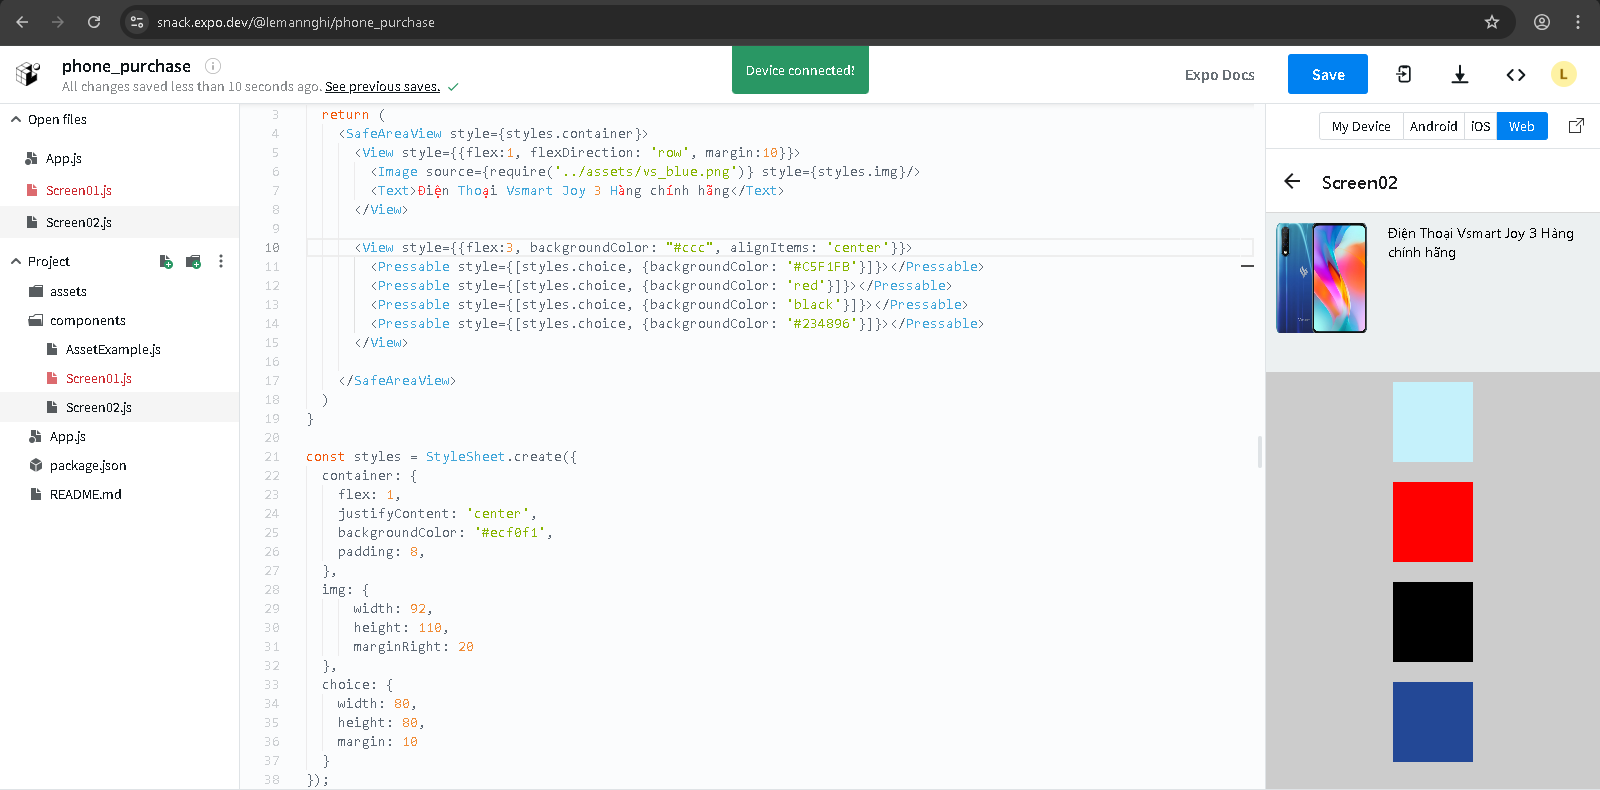 snack.expo.dev/@lemannghi/phone_purchase
phone_purchase
All changes saved less than 10 seconds ago. See previous saves.
Device connected!
Expo Docs
Save
L
Open files
App.js
Screen01.js
Screen02.js
Project
assets
components
AssetExample.js
Screen01.js
Screen02.js
App.js
package.json
README.md
3 return (
4 <SafeAreaView style={styles.container}>
5 <View style={{flex:1, flexDirection: 'row', margin:10}}>
6 <Image source={require('../assets/vs_blue.png')} style={styles.img}/>
7 <Text>Điện Thoại Vsmart Joy 3 Hàng chính hãng</Text>
8 </View>
9
10 <View style={{flex:3, backgroundColor: "#ccc", alignItems: 'center'}}>
11 <Pressable style={[styles.choice, {backgroundColor: '#C5F1FB'}]}></Pressable>
12 <Pressable style={[styles.choice, {backgroundColor: 'red'}]}></Pressable>
13 <Pressable style={[styles.choice, {backgroundColor: 'black'}]}></Pressable>
14 <Pressable style={[styles.choice, {backgroundColor: '#234896'}]}></Pressable>
15 </View>
16
17 </SafeAreaView>
18 )
19 }
20
21 const styles = StyleSheet.create({
22 container: {
23 flex: 1,
24 justifyContent: 'center',
25 backgroundColor: '#ecf0f1',
26 padding: 8,
27 },
28 img: {
29 width: 92,
30 height: 110,
31 marginRight: 20
32 },
33 choice: {
34 width: 80,
35 height: 80,
36 margin: 10
37 }
38 });
My Device Android iOS Web
Screen02
Điện Thoại Vsmart Joy 3 Hàng
chính hãng